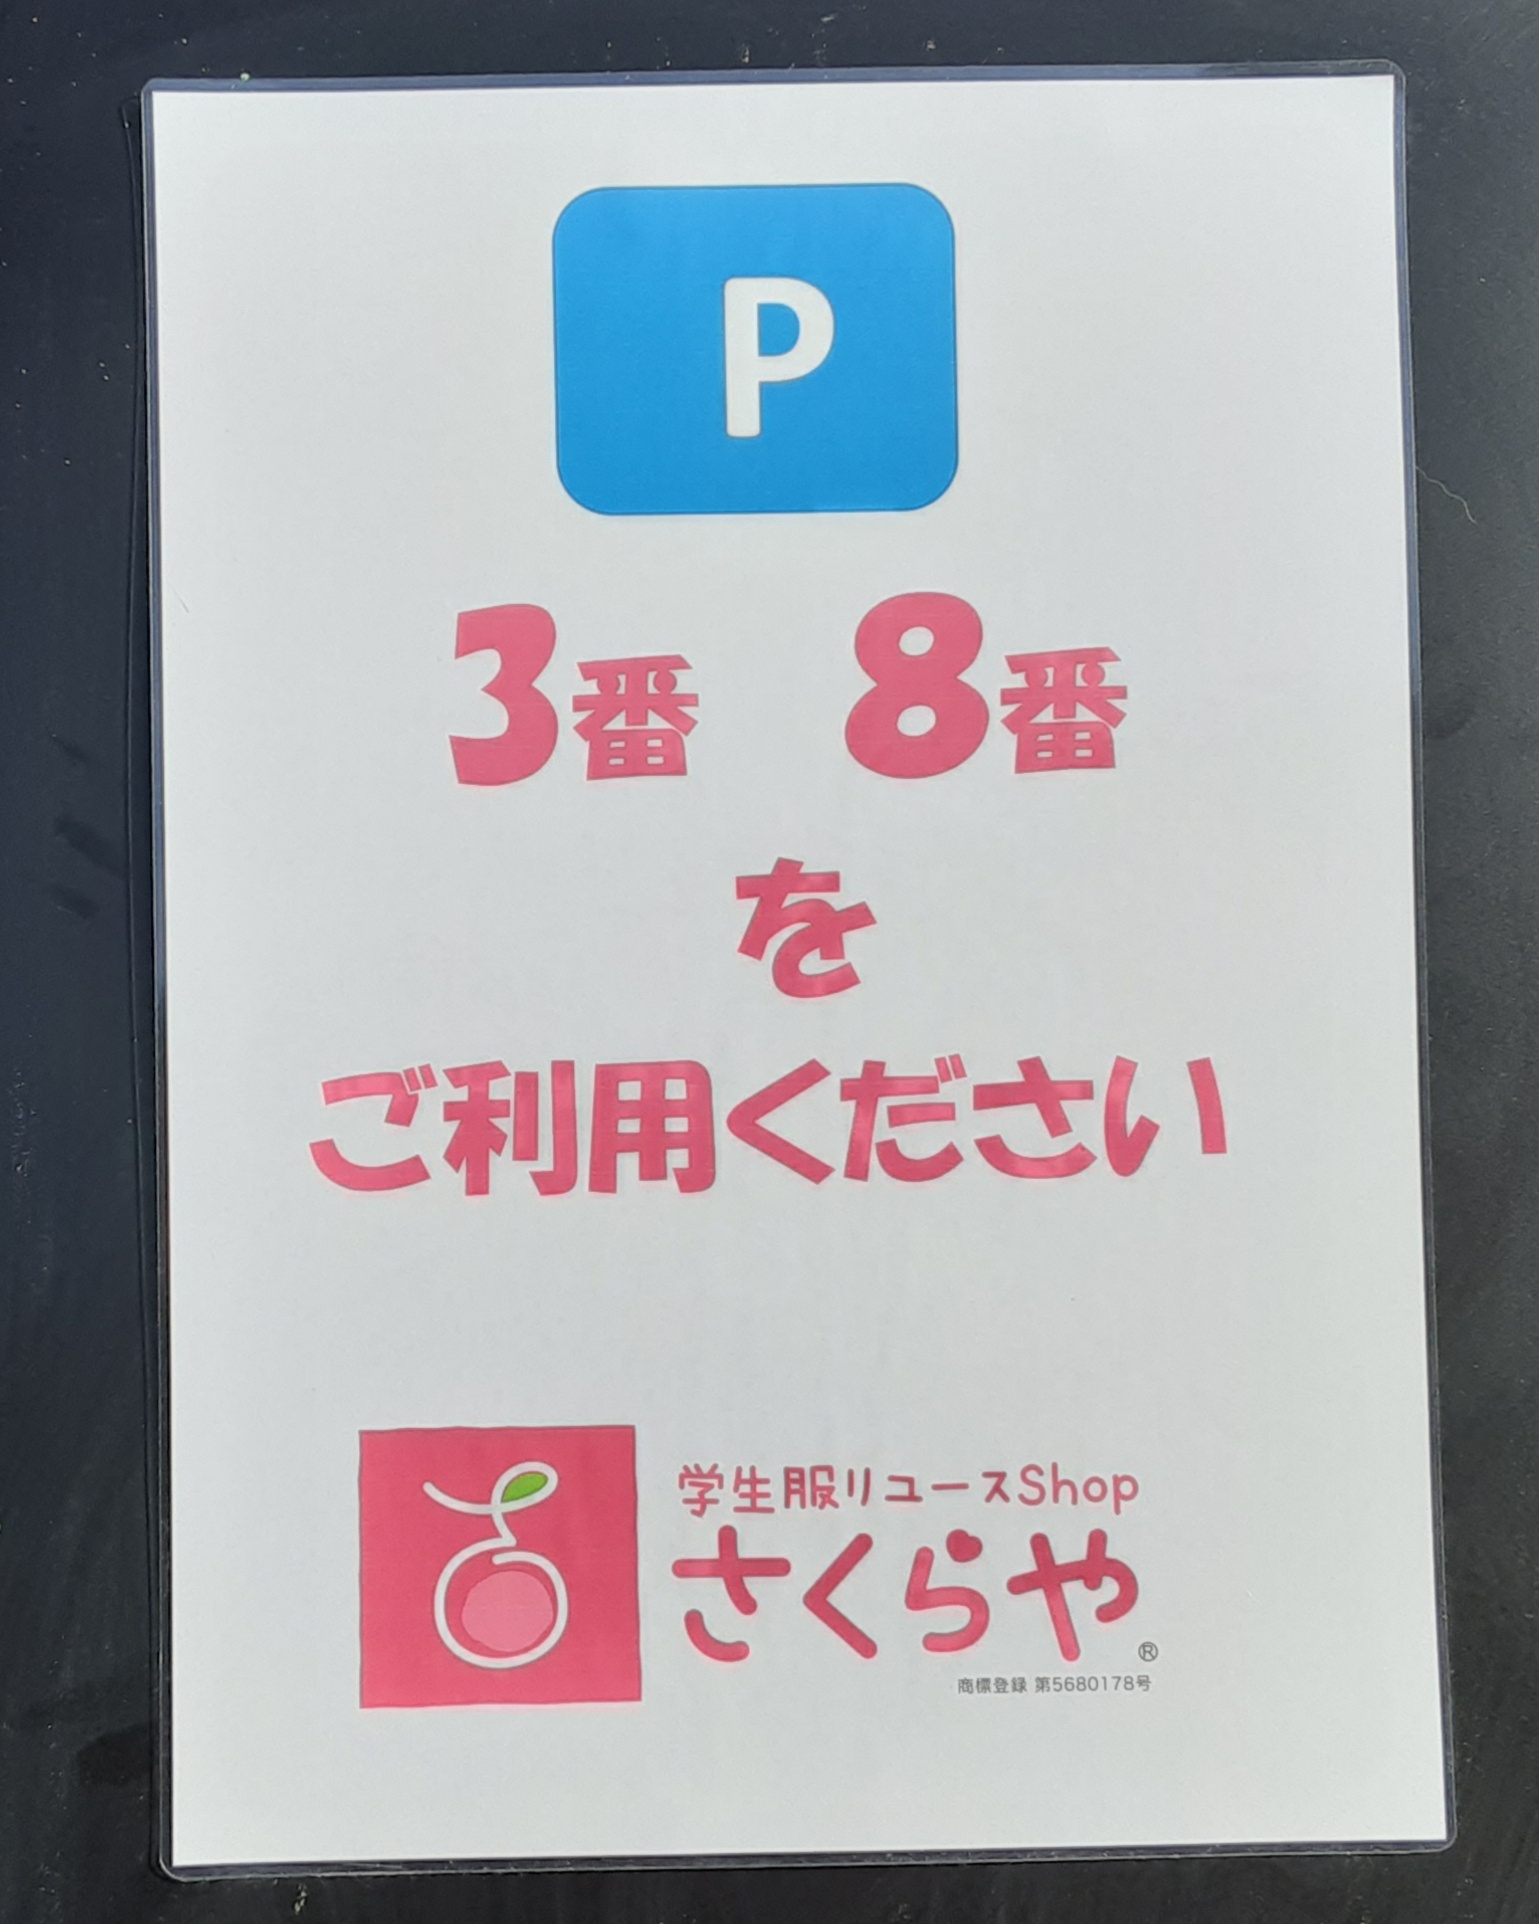 P
3番 8番
を
ご利用ください
学生服リユースShop
さくらや®
商標登録 第5680178号